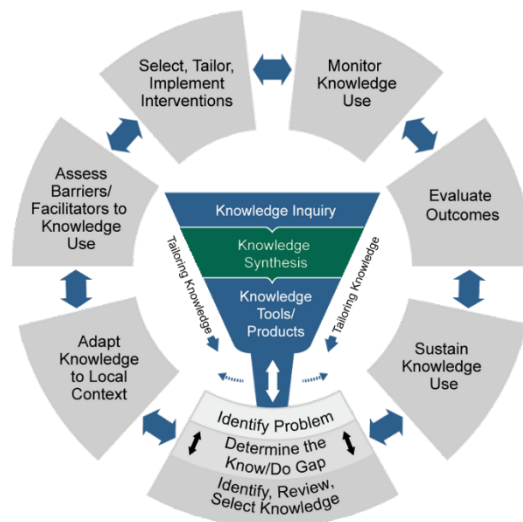 Select, Tailor,
Implement
Interventions
Monitor
Knowledge
Use
Assess
Barriers/
Facilitators to
Knowledge
Use
Evaluate
Outcomes
Knowledge Inquiry
Knowledge
Synthesis
Knowledge
Tools/
Products
Tailoring Knowledge
Tailoring Knowledge
Adapt
Knowledge
to Local
Context
Sustain
Knowledge
Use
Identify Problem
Determine the
Know/Do Gap
Identify, Review,
Select Knowledge